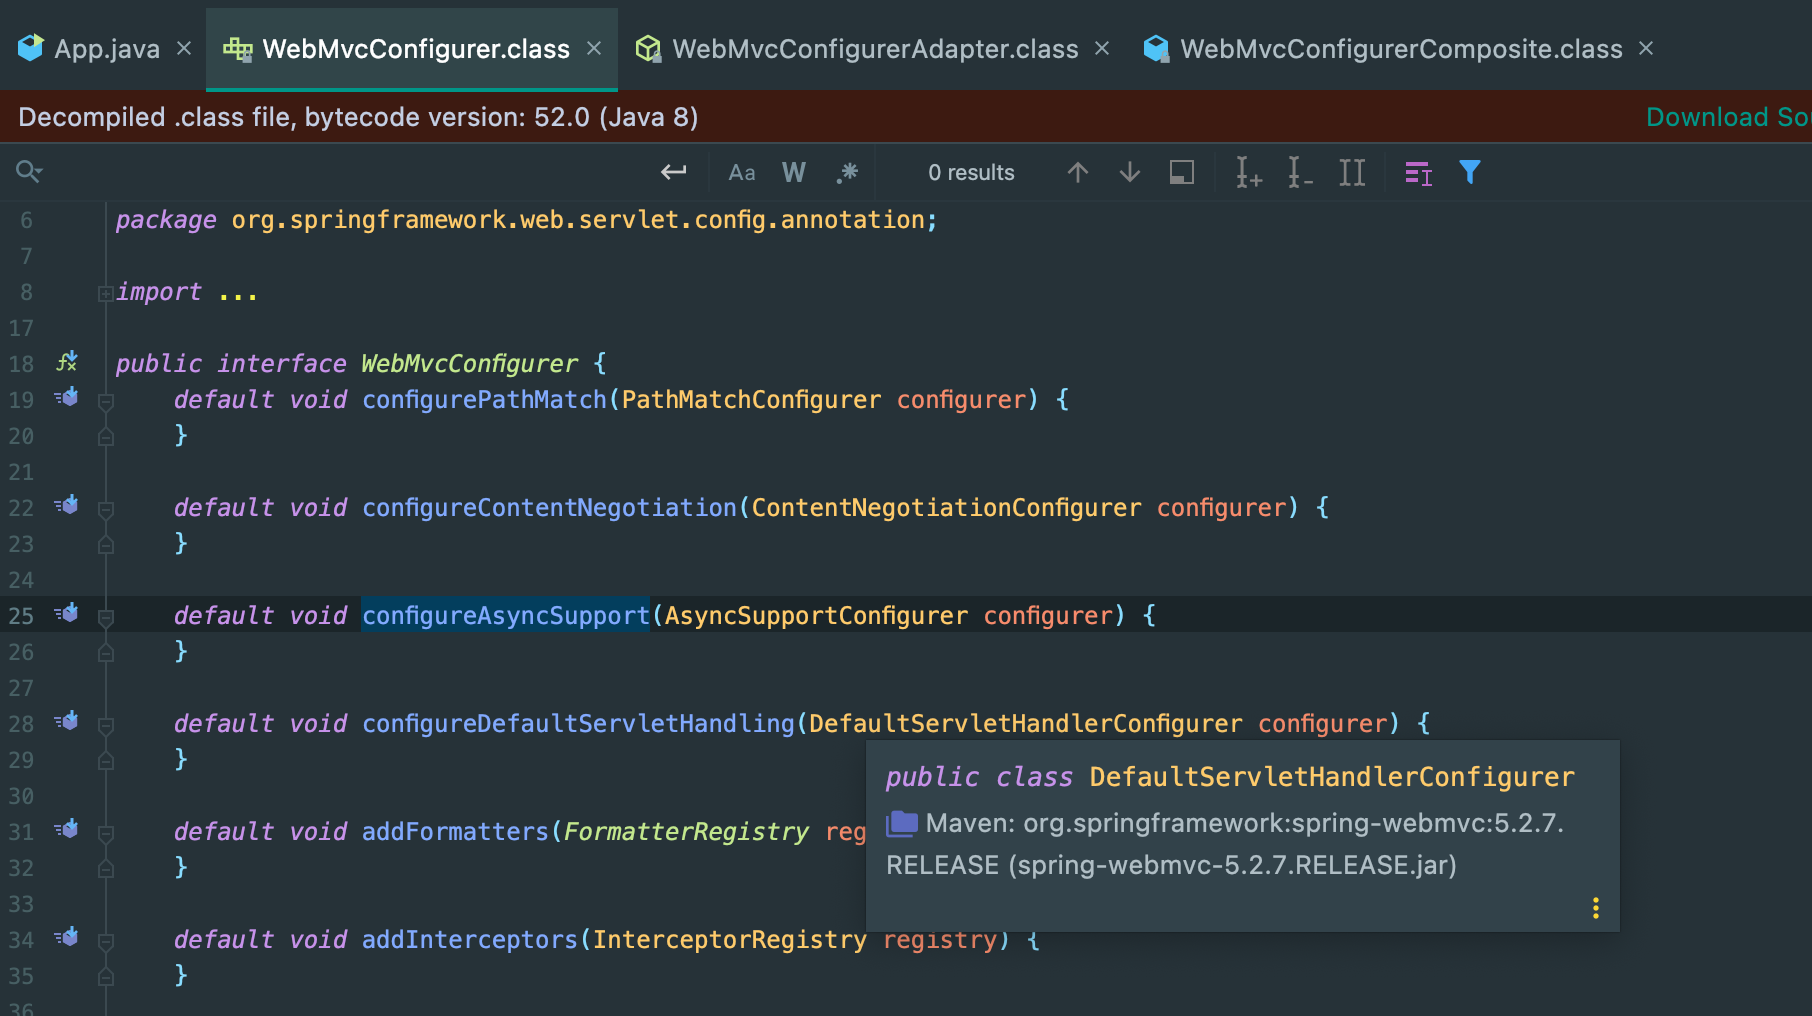 App.java × WebMvcConfigurer.class × WebMvcConfigurerAdapter.class × WebMvcConfigurerComposite.class ×
Decompiled .class file, bytecode version: 52.0 (Java 8) Download Sou
Aa W .* 0 results
6 package org.springframework.web.servlet.config.annotation;
7
8 import ...
17
18 public interface WebMvcConfigurer {
19 default void configurePathMatch(PathMatchConfigurer configurer) {
20 }
21
22 default void configureContentNegotiation(ContentNegotiationConfigurer configurer) {
23 }
24
25 default void configureAsyncSupport(AsyncSupportConfigurer configurer) {
26 }
27
28 default void configureDefaultServletHandling(DefaultServletHandlerConfigurer configurer) {
29 }
30
31 default void addFormatters(FormatterRegistry reg
32 }
33
34 default void addInterceptors(InterceptorRegistry registry) {
35 }
36
public class DefaultServletHandlerConfigurer
Maven: org.springframework:spring-webmvc:5.2.7.
RELEASE (spring-webmvc-5.2.7.RELEASE.jar)